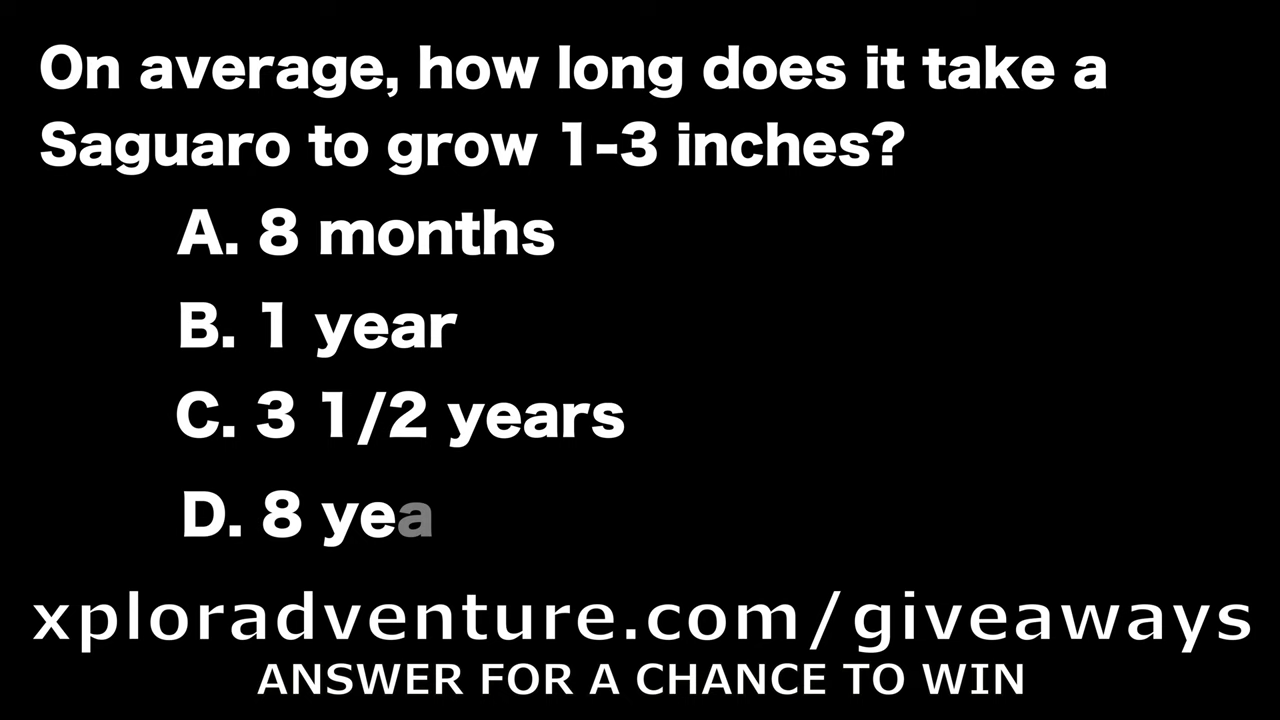 On average, how long does it take a
Saguaro to grow 1-3 inches?
A. 8 months
B. 1 year
C. 3 1/2 years
D. 8 yea
xploradventure.com/giveaways
ANSWER FOR A CHANCE TO WIN